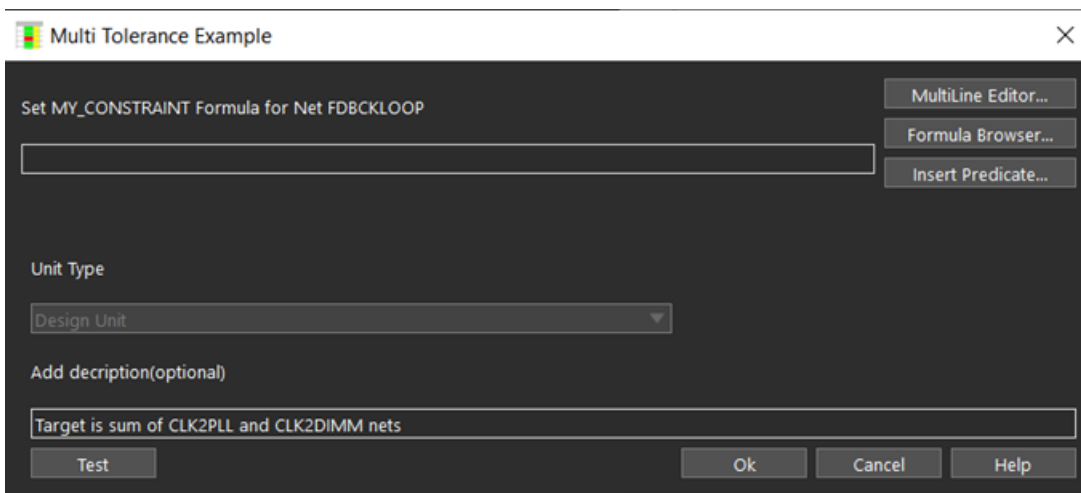 Multi Tolerance Example
Set MY_CONSTRAINT Formula for Net FDBCKLOOP
MultiLine Editor...
Formula Browser...
Insert Predicate...
Unit Type
Design Unit
Add decription(optional)
Target is sum of CLK2PLL and CLK2DIMM nets
Test
Ok
Cancel
Help